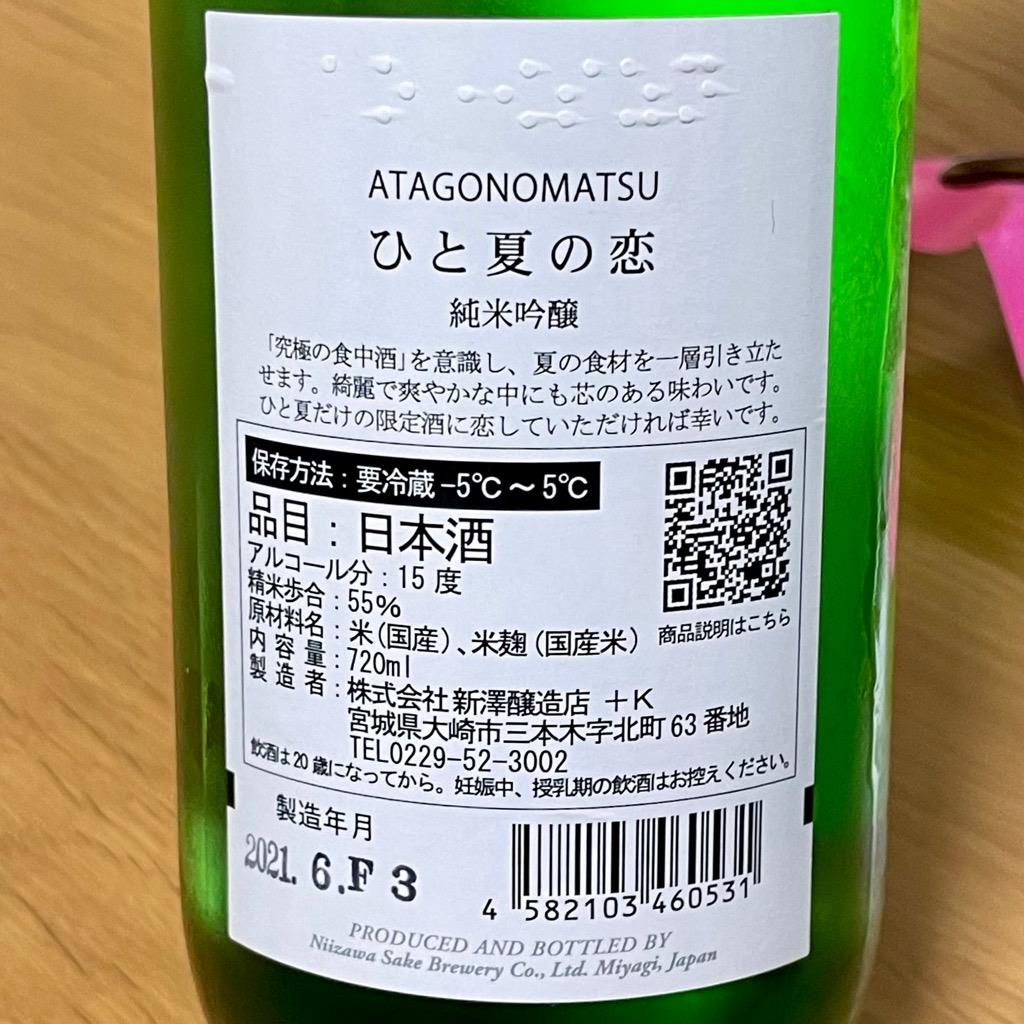 ATAGONOMATSU
ひと夏の恋
純米吟醸
「究極の食中酒」を意識し、夏の食材を一層引き立た
せます。綺麗で爽やかな中にも芯のある味わいです。
ひと夏だけの限定酒に恋していただければ幸いです。
保存方法：要冷蔵−5℃～5℃
品目：日本酒
アルコール分：15度
精米歩合：55％
原材料名：米（国産）、米麹（国産米）
商品説明はこちら
内容量：720ml
製造者：株式会社新澤醸造店 ＋K
宮城県大崎市三本木字北町63番地
TEL0229-52-3002
飲酒は20歳になってから。妊娠中、授乳期の飲酒はお控えください。
製造年月
2021.6.F3
4 582103 460531
PRODUCED AND BOTTLED BY
Niizawa Sake Brewery Co., Ltd. Miyagi, Japan